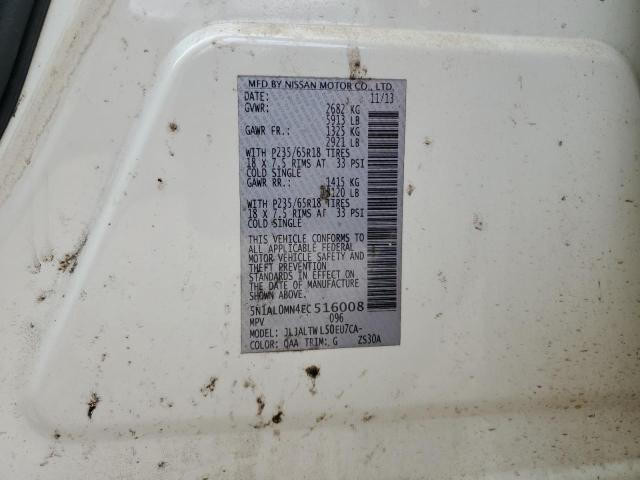 MFD BY NISSAN MOTOR CO., LTD.
DATE: 11/13
GVWR: 2682 KG
5913 LB
GAWR FR.: 1325 KG
2921 LB
WITH P235/65R18 TIRES
18 X 7.5 RIMS AT 33 PSI
COLD SINGLE
GAWR RR.: 1415 KG
120 LB
WITH P235/65R18 TIRES
18 X 7.5 RIMS AT 33 PSI
COLD SINGLE
THIS VEHICLE CONFORMS TO
ALL APPLICABLE FEDERAL
MOTOR VEHICLE SAFETY AND
THEFT PREVENTION
STANDARDS IN EFFECT ON
THE DATE OF MANUFACTURE
SHOWN ABOVE.
5N1AL0MN4EC516008
MPV 096
MODEL: JLJALTWL50EU7CA-
COLOR: QAA TRIM: G ZS30A